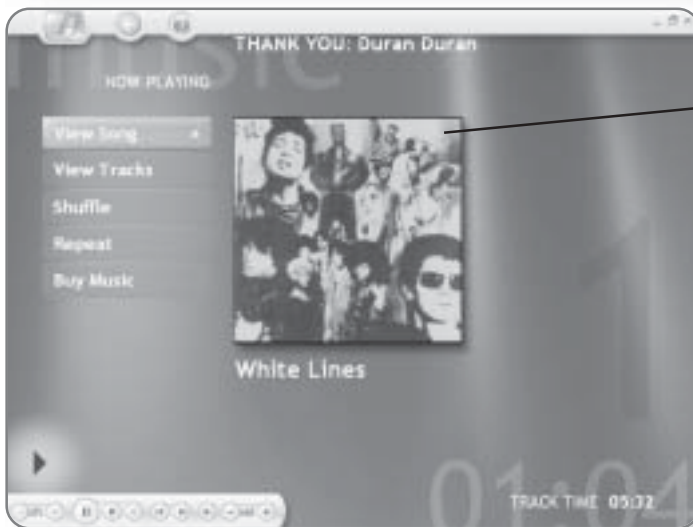 music
THANK YOU: Duran Duran
NOW PLAYING
View Song
View Tracks
Shuffle
Repeat
Buy Music
White Lines
1
01:04
TRACK TIME 05:32